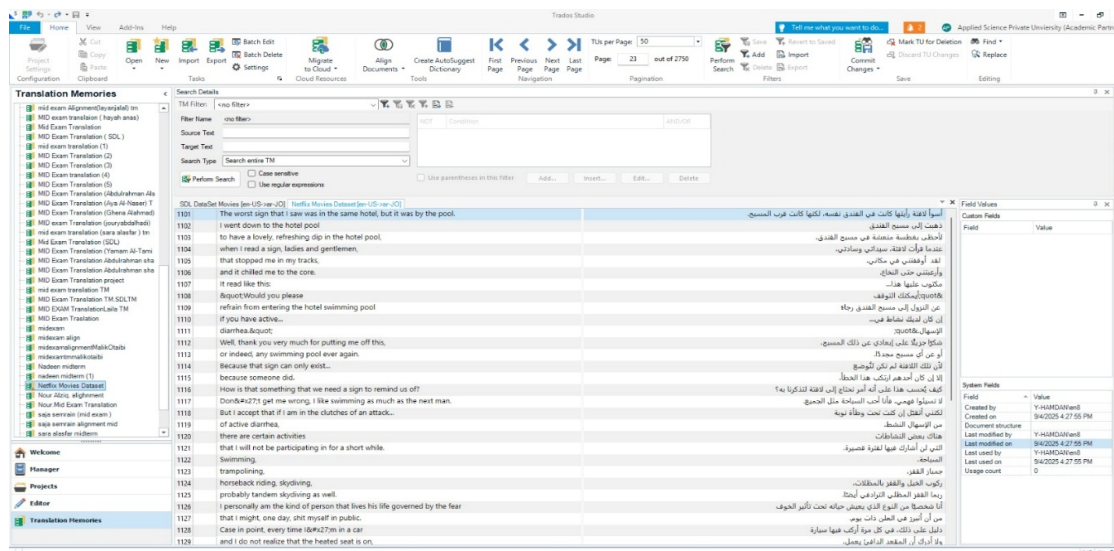 Trados Studio
File Home View Add-Ins Help
Tell me what you want to do...
Applied Science Private University (Academic Partn
Project Settings
Cut
Copy
Paste
Open New Import Export
Batch Edit
Batch Delete
Settings
Migrate to Cloud
Align Documents
Create AutoSuggest Dictionary
First Page Previous Page Next Page Last Page
TUs per Page: 50
Page: 23 out of 2750
Perform Search
Save
Add
Delete
Revert to Saved
Import
Export
Commit Changes
Mark TU for Deletion
Discard TU Changes
Find
Replace
Configuration Clipboard Tasks Cloud Resources Tools Navigation Pagination Filters Save Editing
Translation Memories
mid exam Alignment(layanjalal) tm
MID exam translaion ( hayah anas)
Mid Exam Translation
MID Exam Translation ( SDL )
mid exam translation (1)
MID Exam Translation (2)
MID Exam Translation (3)
MID Exam translation (4)
MID Exam Translation (5)
MID Exam Translation (Abdulrahman Als
MID Exam Translation (Aya Al-Naser) T
MID Exam Translation (Ghena Alahmad)
MID Exam Translation (jouryabdalhadi)
mid exam translation (sara alasfar ) tm
Mid Exam Translation (SDL)
MID Exam Translation (Yamam Al-Tami
MID Exam Translation Abdulrahman sha
MID Exam Translation Abdulrahman sha
MID Exam Translation project
mid exam translation TM
MID Exam Translation TM.SDLTM
MID EXAM TranslationLaila TM
MID Exam Traslation
midexam
midexam align
midexamalignmentMalikOtaibi
midexamtmmalikotaibi
Nadeen midterm
nadeen midterm (1)
Netflix Movies Dataset
Nour Abziq. alighment
Nour Mid Exam Translation
saja semrain (mid exam )
saja semrain alignment mid
sara alasfar midterm
Welcome
Manager
Projects
Editor
Translation Memories
Search Details
TM Filter: <no filter>
Filter Name <no filter>
Source Text
Target Text
Search Type Search entire TM
Perform Search
Case sensitive
Use regular expressions
NOT Condition AND/OR
Use parentheses in this filter Add... Insert... Edit... Delete
SDL DataSet Movies [en-US->ar-JO] Netflix Movies Dataset [en-US->ar-JO]
1101 The worst sign that I saw was in the same hotel, but it was by the pool. أسوأ لافتة رأيتها كانت في الفندق نفسه، لكنها كانت قرب المسبح.
1102 I went down to the hotel pool ذهبت إلى مسبح الفندق
1103 to have a lovely, refreshing dip in the hotel pool, لأحظى بغطسة منعشة في مسبح الفندق،
1104 when I read a sign, ladies and gentlemen, عندما قرأت لافتة، سيداتي وسادتي،
1105 that stopped me in my tracks, لقد أوقفتني في مكاني،
1106 and it chilled me to the core. وأرعبتني حتى النخاع.
1107 It read like this: مكتوب عليها هذا...
1108 &quot;Would you please &quot;أيمكنك التوقف
1109 refrain from entering the hotel swimming pool عن النزول إلى مسبح الفندق رجاءً
1110 if you have active... إن كان لديك نشاط في...
1111 diarrhea.&quot; الإسهال.&quot;
1112 Well, thank you very much for putting me off this, شكرًا جزيلًا على إبعادي عن ذلك المسبح،
1113 or indeed, any swimming pool ever again. أو عن أي مسبح مجددًا.
1114 Because that sign can only exist... لأن تلك اللافتة لم تكن لتُوضع
1115 because someone did. إلا إن كان أحدهم ارتكب هذا الخطأ.
1116 How is that something that we need a sign to remind us of? كيف يُحسب هذا على أنه أمر نحتاج إلى لافتة لتذكرنا به؟
1117 Don&#x27;t get me wrong, I like swimming as much as the next man. لا تسيئوا فهمي، فأنا أحب السباحة مثل الجميع.
1118 But I accept that if I am in the clutches of an attack... لكنني أتقبّل إن كنت تحت وطأة نوبة
1119 of active diarrhea, من الإسهال النشط،
1120 there are certain activities هناك بعض النشاطات
1121 that I will not be participating in for a short while. التي لن أشارك فيها لفترة قصيرة.
1122 Swimming, السباحة،
1123 trampolining, جمباز القفز،
1124 horseback riding, skydiving, ركوب الخيل والقفز بالمظلات،
1125 probably tandem skydiving as well. ربما القفز المظلي الترادفي أيضًا.
1126 I personally am the kind of person that lives his life governed by the fear أنا شخصيًا من النوع الذي يعيش حياته تحت تأثير الخوف
1127 that I might, one day, shit myself in public. من أن أتبرز في العلن ذات يوم.
1128 Case in point, every time I&#x27;m in a car دليل على ذلك، في كل مرة أركب فيها سيارة
1129 and I do not realize that the heated seat is on, ولا أدرك أن المقعد الدافئ يعمل،
Field Values
Custom Fields
Field Value
System Fields
Field Value
Created by Y-HAMDAN\en8
Created on 9/4/2025 4:27:55 PM
Document structure
Last modified by Y-HAMDAN\en8
Last modified on 9/4/2025 4:27:55 PM
Last used by Y-HAMDAN\en8
Last used on 9/4/2025 4:27:55 PM
Usage count 0